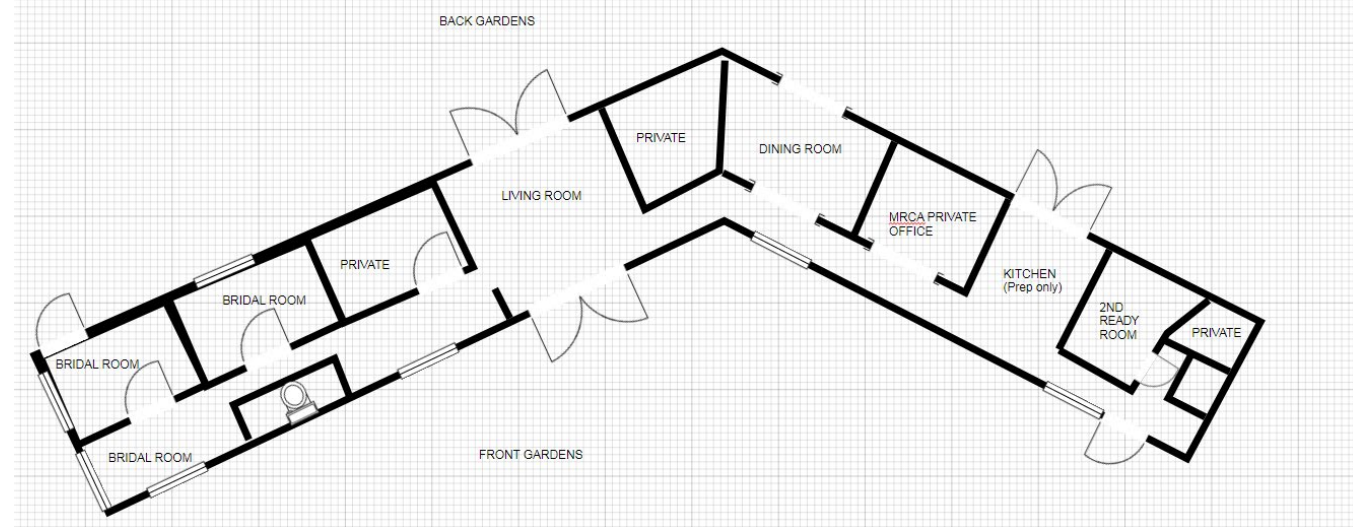 BACK GARDENS
PRIVATE
DINING ROOM
LIVING ROOM
MRCA PRIVATE
OFFICE
PRIVATE
KITCHEN
(Prep only)
BRIDAL ROOM
2ND
READY
ROOM
PRIVATE
BRIDAL ROOM
BRIDAL ROOM
FRONT GARDENS